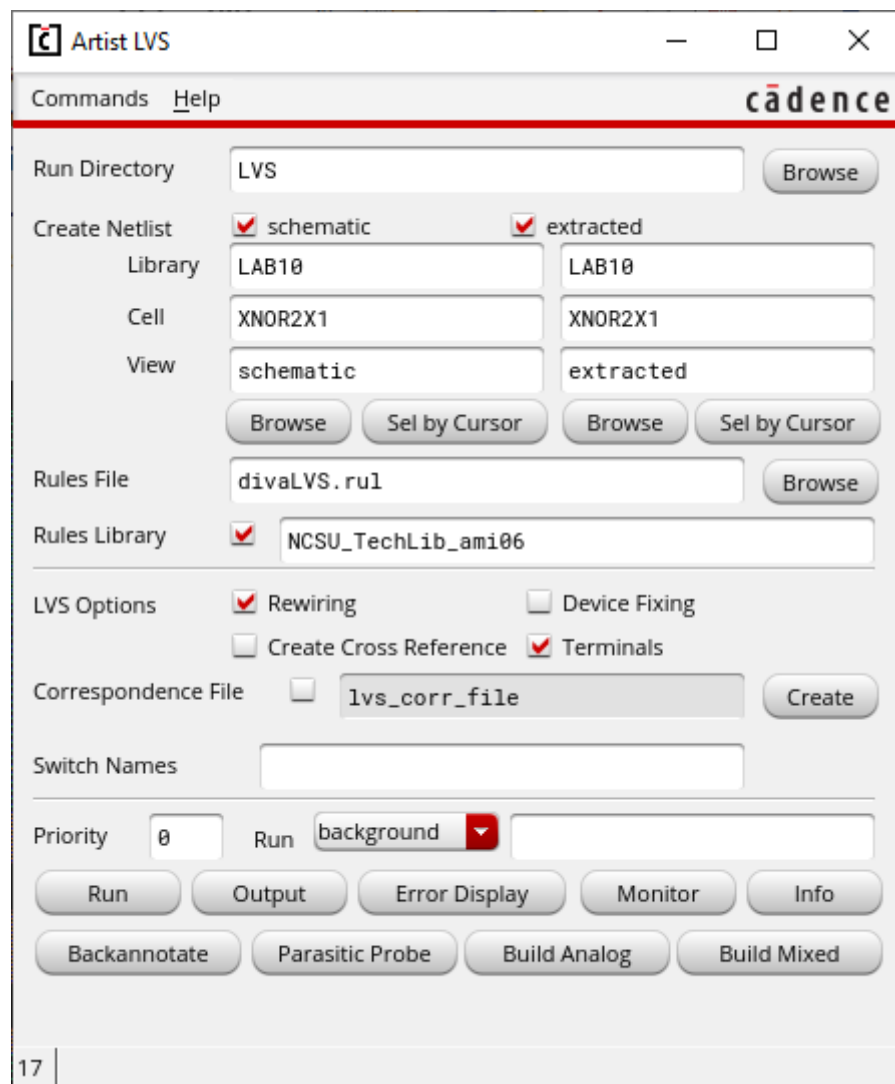 Artist LVS
Commands Help cādence
Run Directory LVS Browse
Create Netlist schematic extracted
Library LAB10 LAB10
Cell XNOR2X1 XNOR2X1
View schematic extracted
Browse Sel by Cursor Browse Sel by Cursor
Rules File divaLVS.rul Browse
Rules Library NCSU_TechLib_ami06
LVS Options Rewiring Device Fixing
Create Cross Reference Terminals
Correspondence File lvs_corr_file Create
Switch Names
Priority 0 Run background
Run Output Error Display Monitor Info
Backannotate Parasitic Probe Build Analog Build Mixed
17